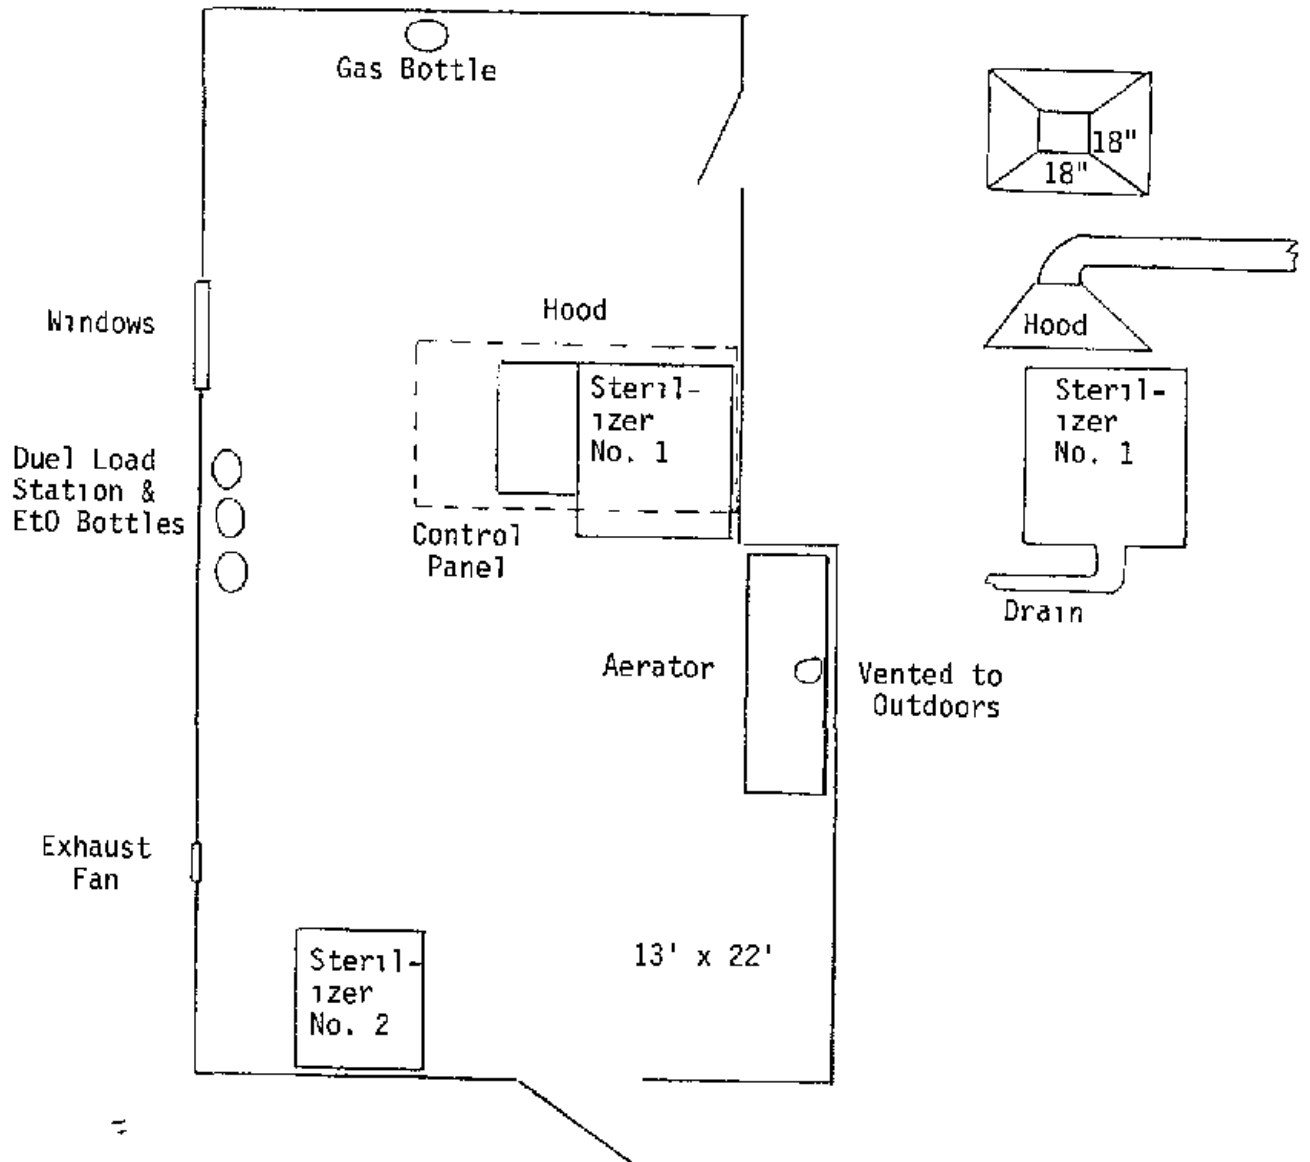 Gas Bottle
18"
18"
Windows
Hood
Hood
Steril-
izer
No. 1
Steril-
izer
No. 1
Duel Load
Station &
EtO Bottles
Control
Panel
Drain
Aerator
Vented to
Outdoors
Exhaust
Fan
13' x 22'
Steril-
izer
No. 2